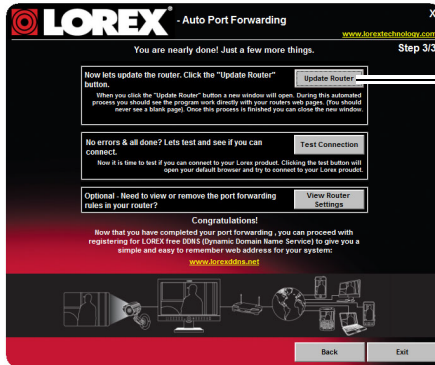 LOREX® - Auto Port Forwarding
X
www.lorextechnology.com
You are nearly done! Just a few more things.
Step 3/3
Now lets update the router. Click the "Update Router"
button.
Update Router
When you click the "Update Router" button a new window will open. During this automated
process you should see the program work directly with your routers web pages. (You should
never see a blank page). Once this process is finished you can close the new window.
No errors & all done? Lets test and see if you can
connect.
Test Connection
Now it is time to test if you can connect to your Lorex product. Clicking the test button will
open your default browser and try to connect to your Lorex proudct.
Optional - Need to view or remove the port forwarding
rules in your router?
View Router
Settings
Congratulations!
Now that you have completed your port forwarding , you can proceed with
registering for LOREX free DDNS (Dynamic Domain Name Service) to give you a
simple and easy to remember web address for your system:
www.lorexddns.net
Back
Exit